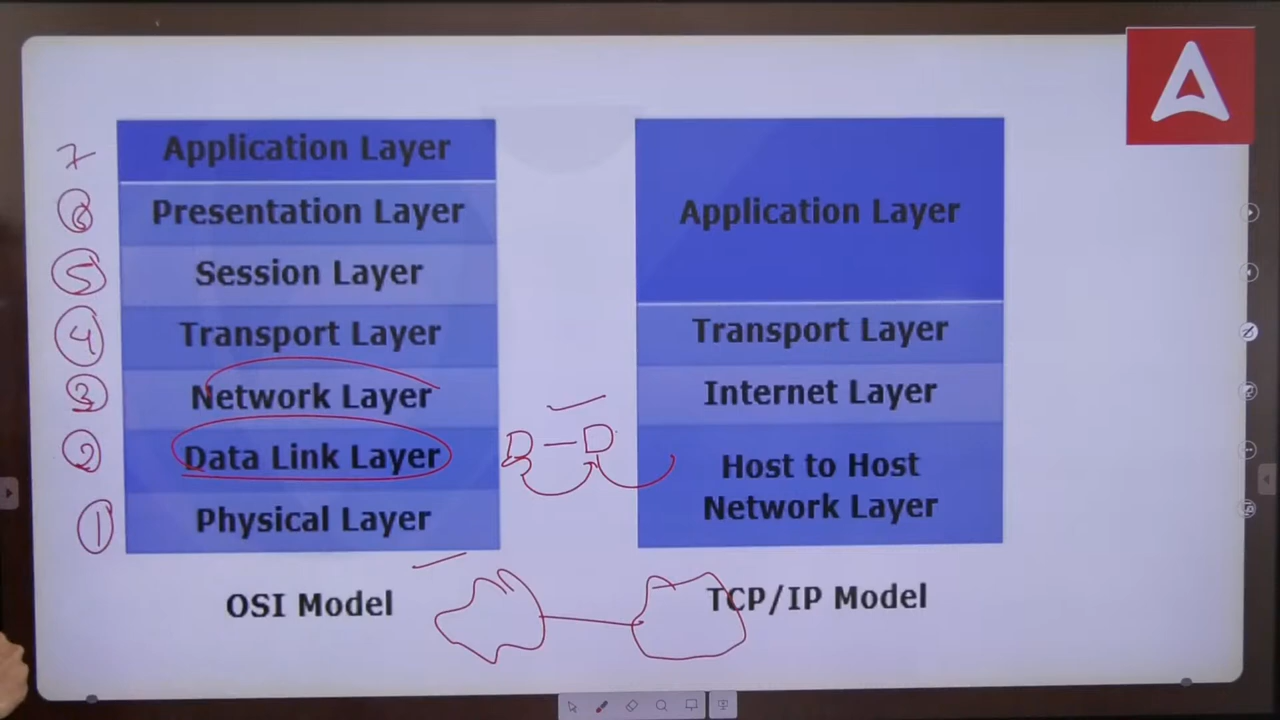 7 Application Layer
6 Presentation Layer
5 Session Layer
4 Transport Layer
3 Network Layer
2 Data Link Layer
1 Physical Layer
OSI Model
D — D
Application Layer
Transport Layer
Internet Layer
Host to Host
Network Layer
TCP/IP Model